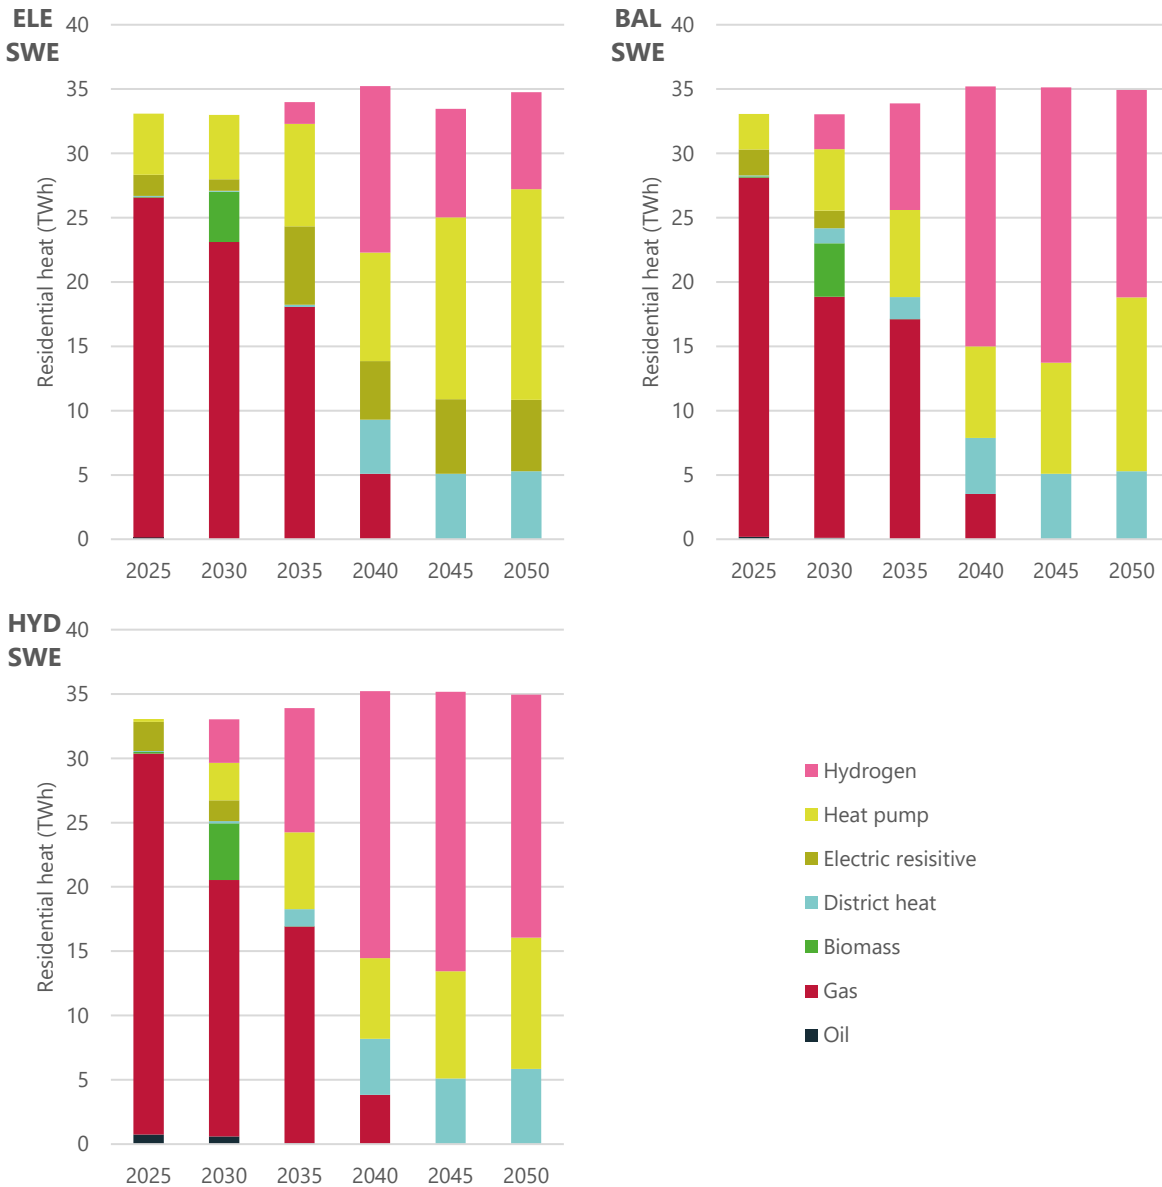 ELE
SWE
40
35
30
25
20
15
10
5
0
Residential heat (TWh)
2025 2030 2035 2040 2045 2050
BAL
SWE
40
35
30
25
20
15
10
5
0
Residential heat (TWh)
2025 2030 2035 2040 2045 2050
HYD
SWE
40
35
30
25
20
15
10
5
0
Residential heat (TWh)
2025 2030 2035 2040 2045 2050
Hydrogen
Heat pump
Electric resisitive
District heat
Biomass
Gas
Oil